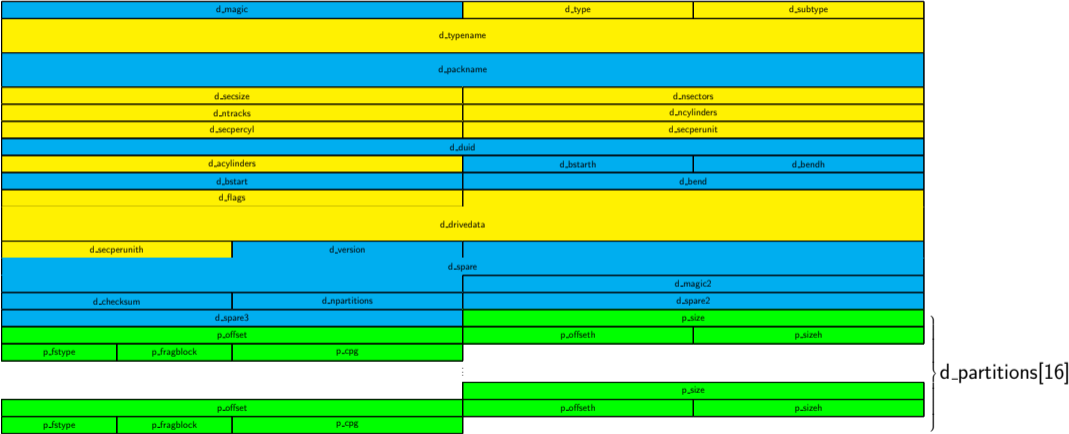 d_magic d_type d_subtype
d_typename
d_packname
d_secsize d_nsectors
d_ntracks d_ncylinders
d_secpercyl d_secperunit
d_duid
d_acylinders d_bstarth d_bendh
d_bstart d_bend
d_flags
d_drivedata
d_secperunith d_version
d_spare
d_magic2
d_checksum d_npartitions d_spare2
d_spare3 p_size
p_offset p_offseth p_sizeh
p_fstype p_fragblock p_cpg
⋮ d_partitions[16]
p_size
p_offset p_offseth p_sizeh
p_fstype p_fragblock p_cpg